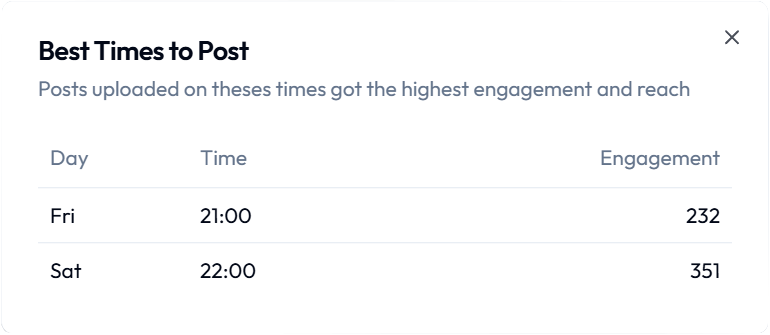 Best Times to Post
Posts uploaded on theses times got the highest engagement and reach
Day Time Engagement
Fri 21:00 232
Sat 22:00 351